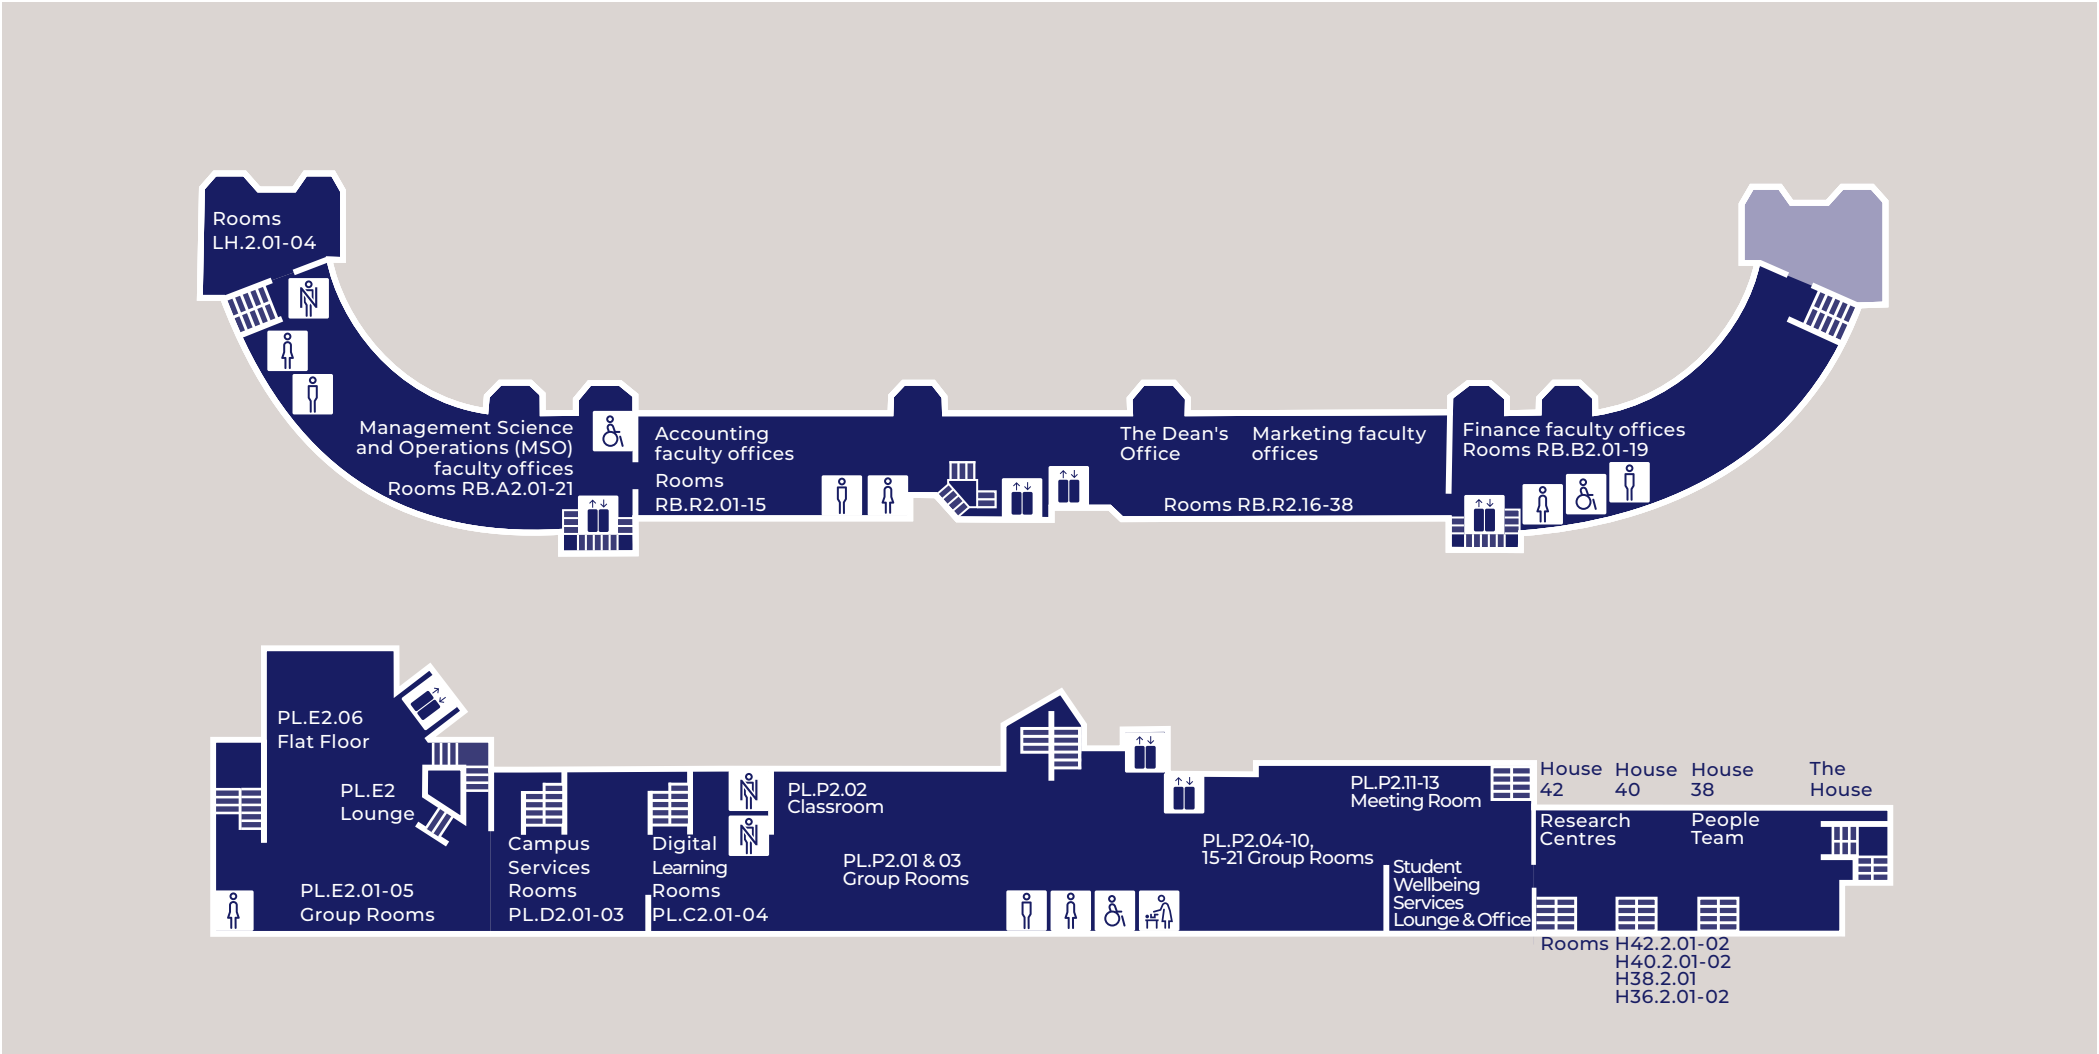 Rooms
LH.2.01-04
Management Science
and Operations (MSO)
faculty offices
Rooms RB.A2.01-21
Accounting
faculty offices
Rooms
RB.R2.01-15
The Dean's
Office
Marketing faculty
offices
Rooms RB.R2.16-38
Finance faculty offices
Rooms RB.B2.01-19
PL.E2.06
Flat Floor
PL.E2
Lounge
PL.E2.01-05
Group Rooms
Campus
Services
Rooms
PL.D2.01-03
Digital
Learning
Rooms
PL.C2.01-04
PL.P2.02
Classroom
PL.P2.01 & 03
Group Rooms
PL.P2.04-10,
15-21 Group Rooms
PL.P2.11-13
Meeting Room
Student
Wellbeing
Services
Lounge & Office
House
42
House
40
House
38
The
House
Research
Centres
People
Team
Rooms H42.2.01-02
H40.2.01-02
H38.2.01
H36.2.01-02